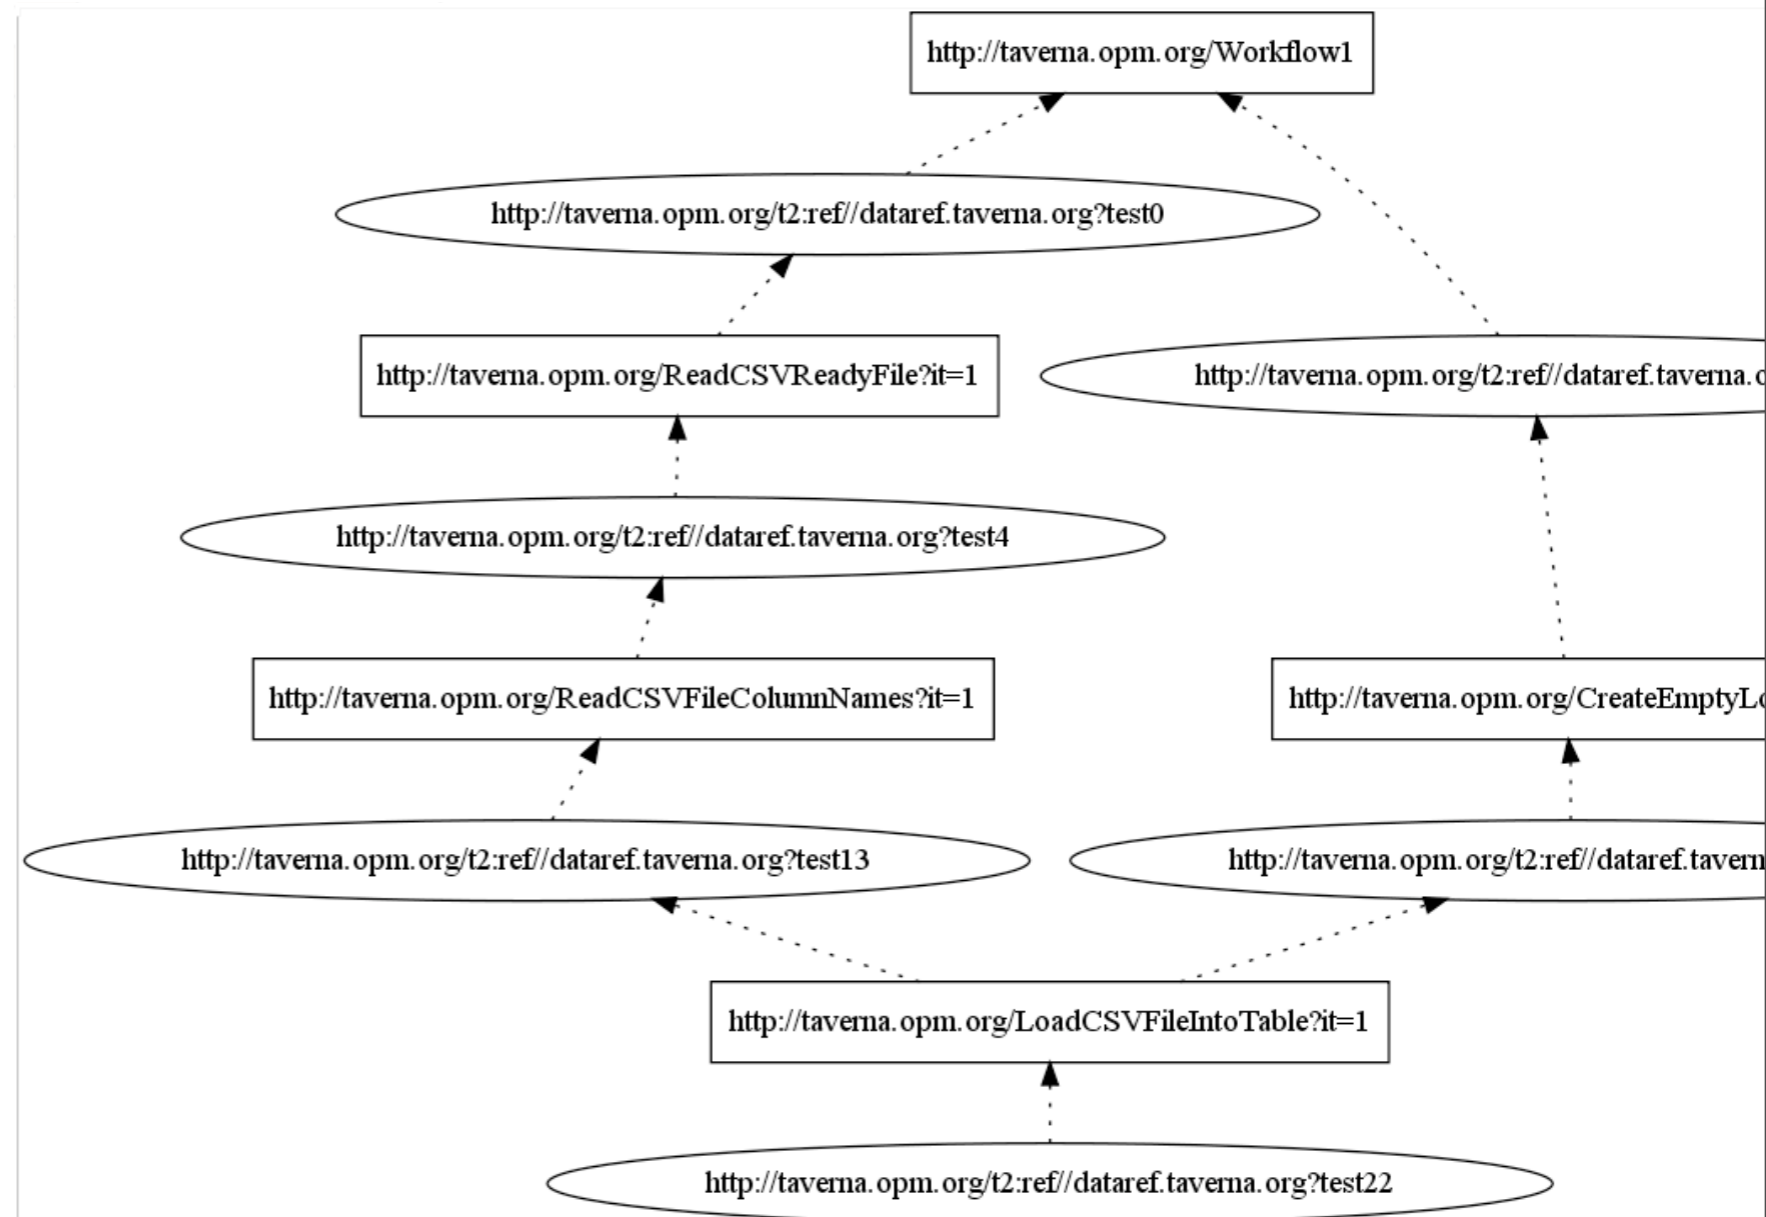 http://taverna.opm.org/Workflow1
http://taverna.opm.org/t2:ref//dataref.taverna.org?test0
http://taverna.opm.org/ReadCSVReadyFile?it=1
http://taverna.opm.org/t2:ref//dataref.taverna.o
http://taverna.opm.org/t2:ref//dataref.taverna.org?test4
http://taverna.opm.org/ReadCSVFileColumnNames?it=1
http://taverna.opm.org/CreateEmptyLo
http://taverna.opm.org/t2:ref//dataref.taverna.org?test13
http://taverna.opm.org/t2:ref//dataref.tavern
http://taverna.opm.org/LoadCSVFileIntoTable?it=1
http://taverna.opm.org/t2:ref//dataref.taverna.org?test22